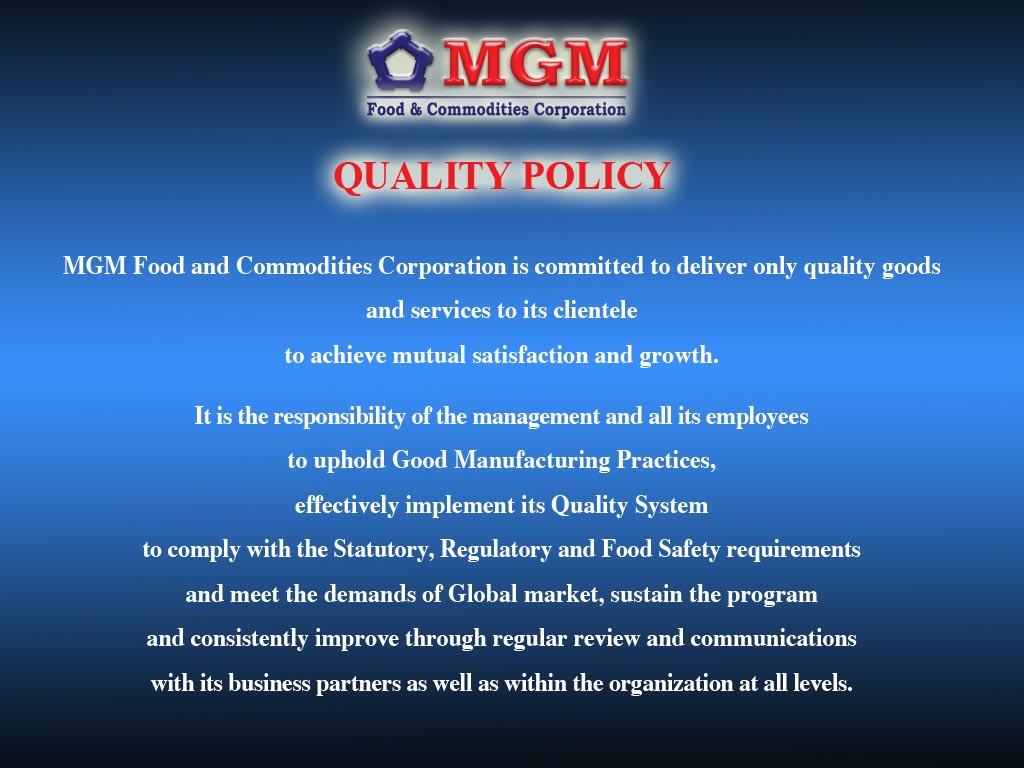 MGM
Food & Commodities Corporation
QUALITY POLICY
MGM Food and Commodities Corporation is committed to deliver only quality goods
and services to its clientele
to achieve mutual satisfaction and growth.
It is the responsibility of the management and all its employees
to uphold Good Manufacturing Practices,
effectively implement its Quality System
to comply with the Statutory, Regulatory and Food Safety requirements
and meet the demands of Global market, sustain the program
and consistently improve through regular review and communications
with its business partners as well as within the organization at all levels.